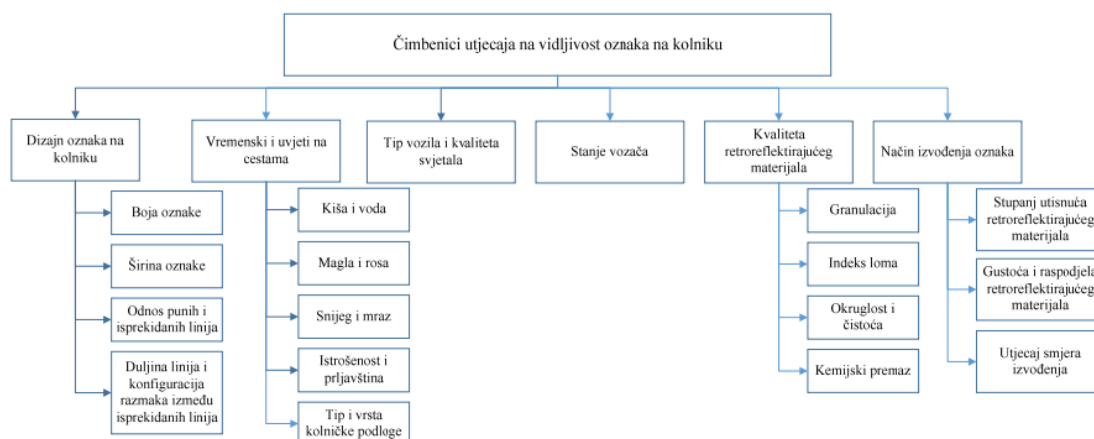 Čimbenici utjecaja na vidljivost oznaka na kolniku
Dizajn oznaka na
kolniku
Vremenski i uvjeti na
cestama
Tip vozila i kvaliteta
svjetala
Stanje vozača
Kvaliteta
retroreflektirajućeg
materijala
Način izvođenja oznaka
Boja oznake
Širina oznake
Odnos punih i
isprekidanih linija
Duljina linija i
konfiguracija
razmaka između
isprekidanih linija
Kiša i voda
Magla i rosa
Snijeg i mraz
Istrošenost i
prljavština
Tip i vrsta
kolničke podloge
Granulacija
Indeks loma
Okruglost i
čistoća
Kemijski premaz
Stupanj utisnuća
retroreflektirajućeg
materijala
Gustoća i raspodjela
retroreflektirajućeg
materijala
Utjecaj smjera
izvođenja